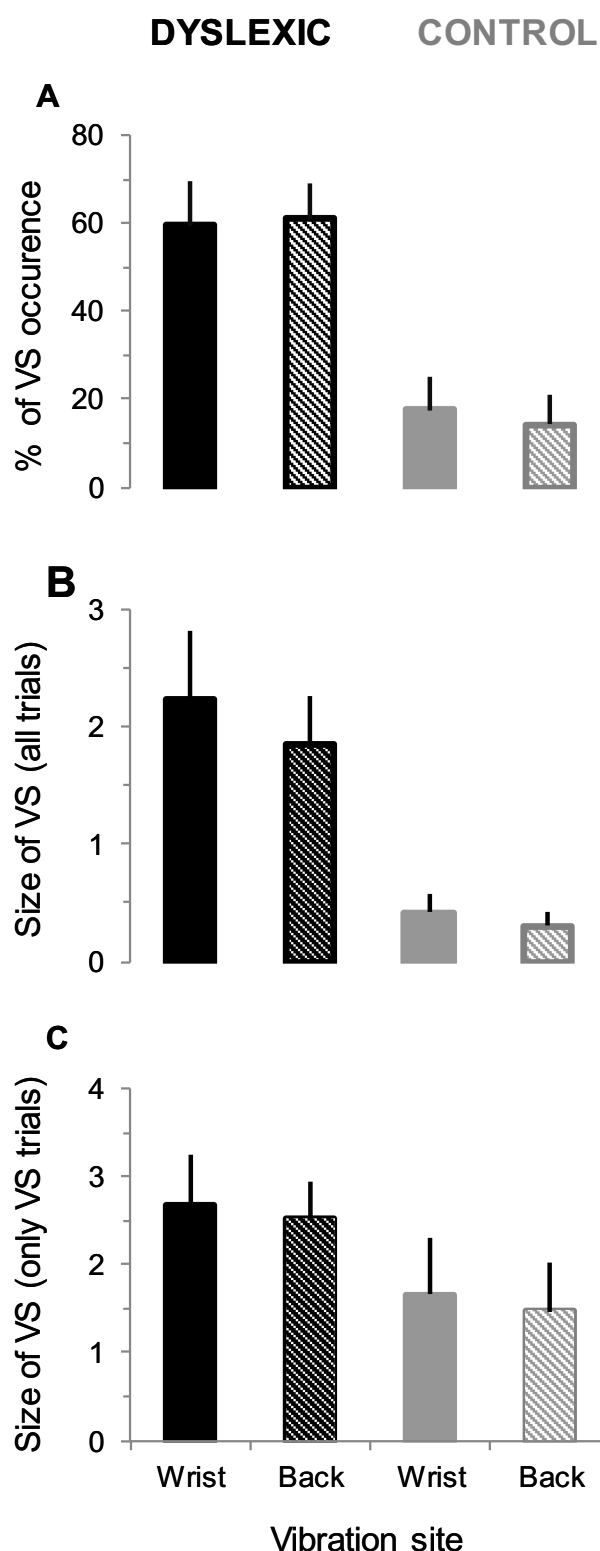 DYSLEXIC CONTROL
A
% of VS occurence
80
60
40
20
0
B
Size of VS (all trials)
3
2
1
0
C
Size of VS (only VS trials)
4
3
2
1
0
Wrist Back Wrist Back
Vibration site